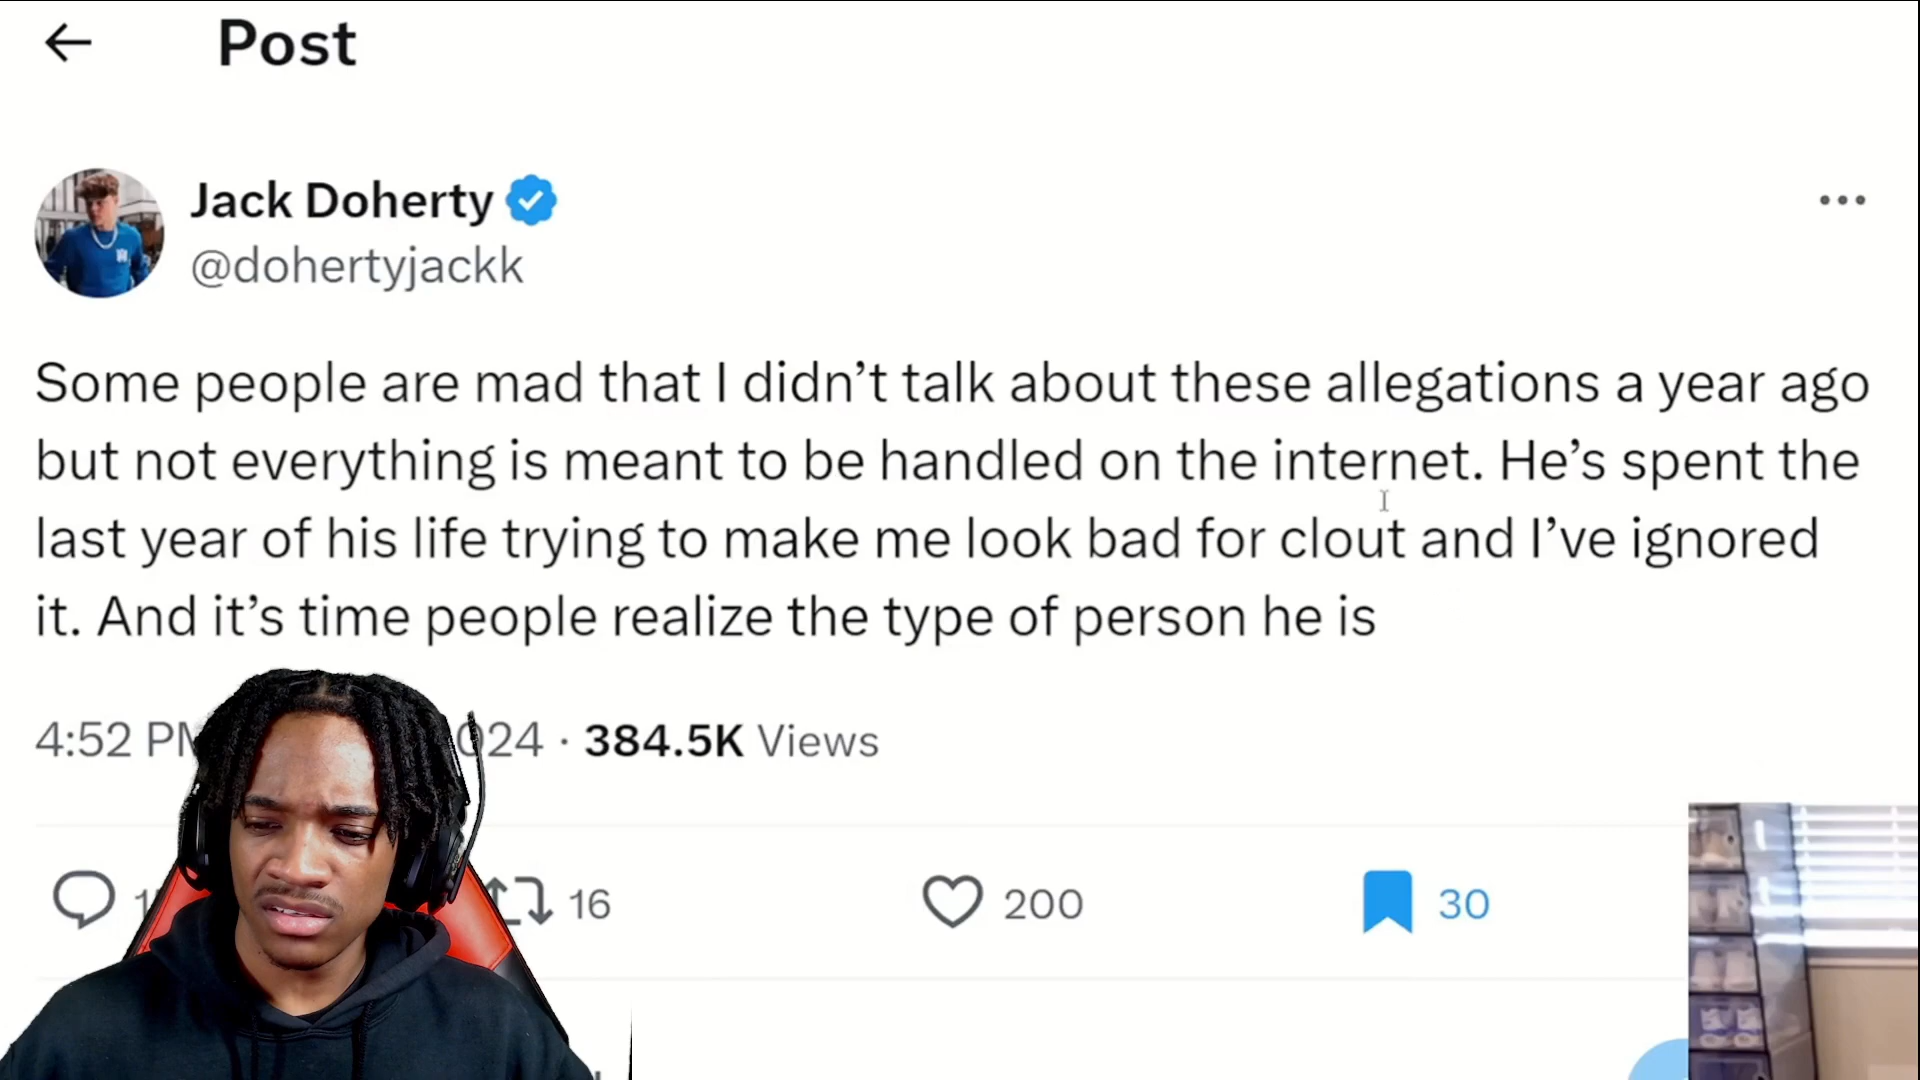 Post
Jack Doherty
@dohertyjackk
Some people are mad that I didn’t talk about these allegations a year ago
but not everything is meant to be handled on the internet. He’s spent the
last year of his life trying to make me look bad for clout and I’ve ignored
it. And it’s time people realize the type of person he is
4:52 024 · 384.5K Views
16 200 30